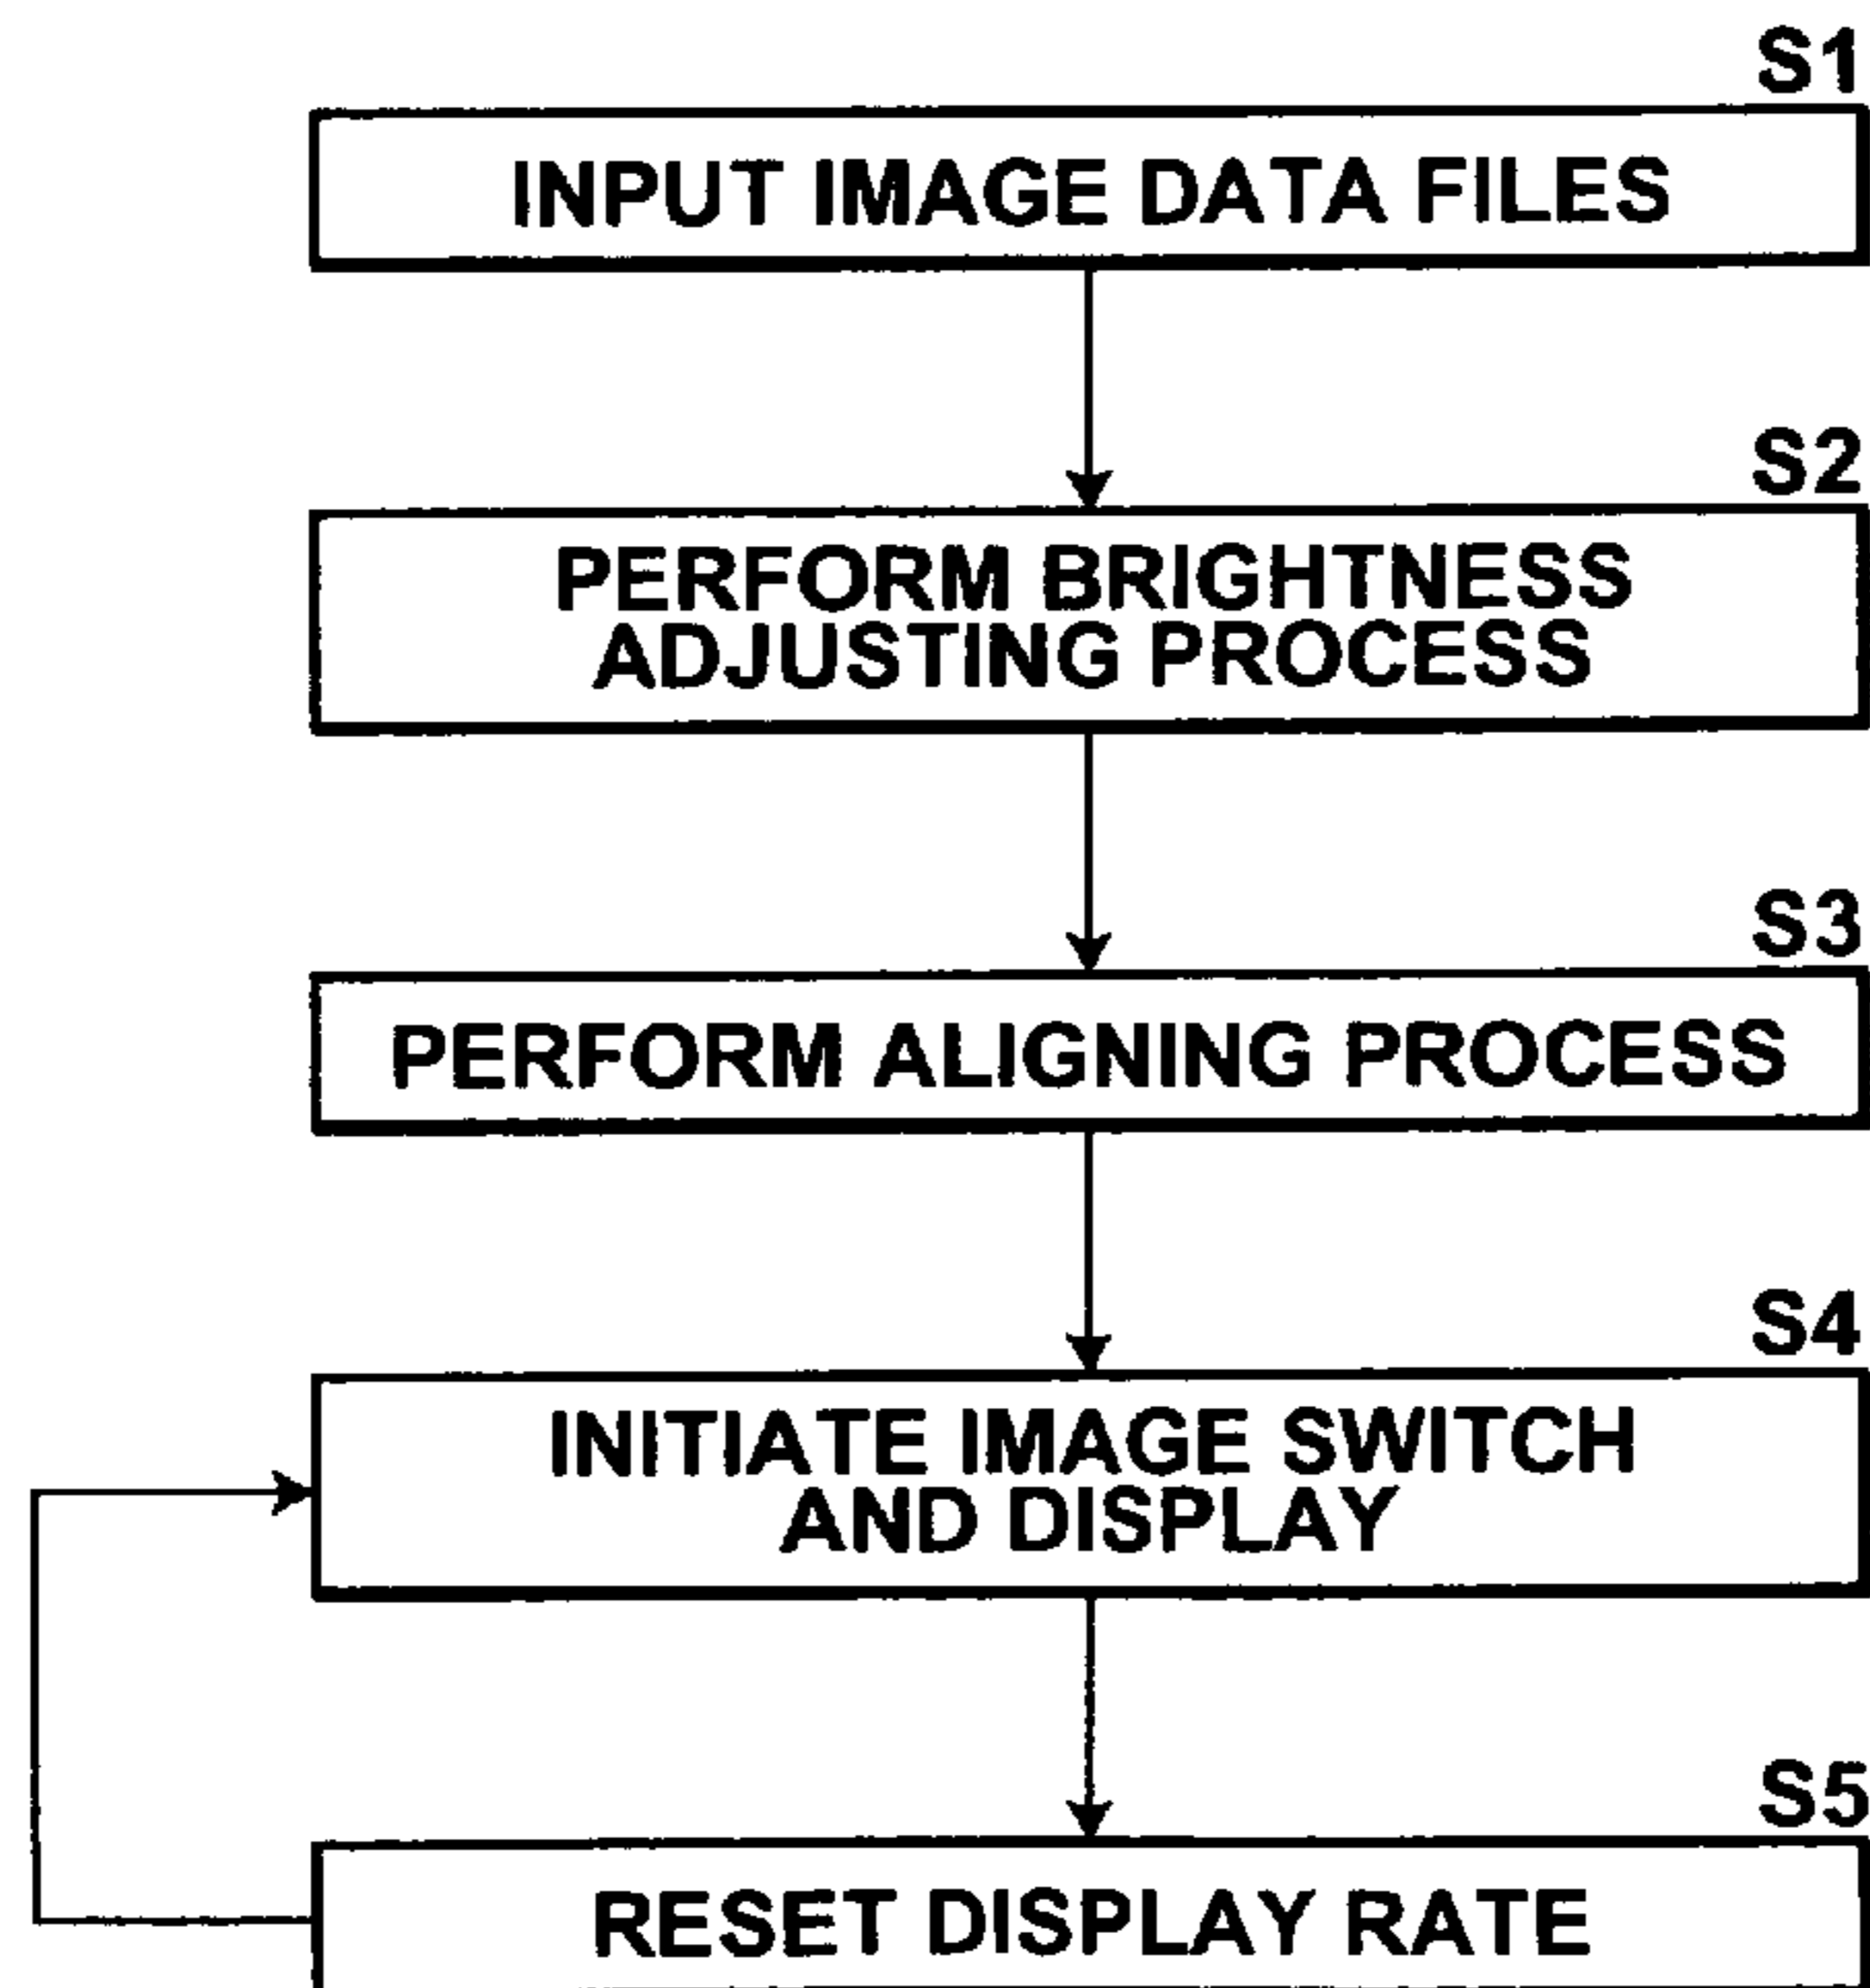 S1
INPUT IMAGE DATA FILES
S2
PERFORM BRIGHTNESS
ADJUSTING PROCESS
S3
PERFORM ALIGNING PROCESS
S4
INITIATE IMAGE SWITCH
AND DISPLAY
S5
RESET DISPLAY RATE